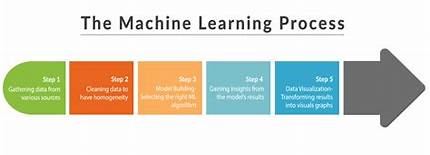 The Machine Learning Process
Step 1
Gathering data from
various sources
Step 2
Cleaning data to
have homogeneity
Step 3
Model Building-
Selecting the right ML
algorithm
Step 4
Gaining insights from
the model's results
Step 5
Data Visualization-
Transforming results
into visuals graphs